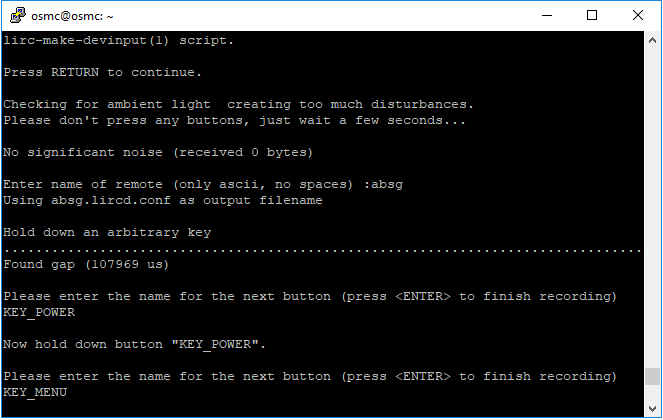 osmc@osmc: ~
lirc-make-devinput(1) script.
Press RETURN to continue.
Checking for ambient light  creating too much disturbances.
Please don't press any buttons, just wait a few seconds...
No significant noise (received 0 bytes)
Enter name of remote (only ascii, no spaces) :absg
Using absg.lircd.conf as output filename
Hold down an arbitrary key
................................................................................
Found gap (107969 us)
Please enter the name for the next button (press <ENTER> to finish recording)
KEY_POWER
Now hold down button "KEY_POWER".
Please enter the name for the next button (press <ENTER> to finish recording)
KEY_MENU